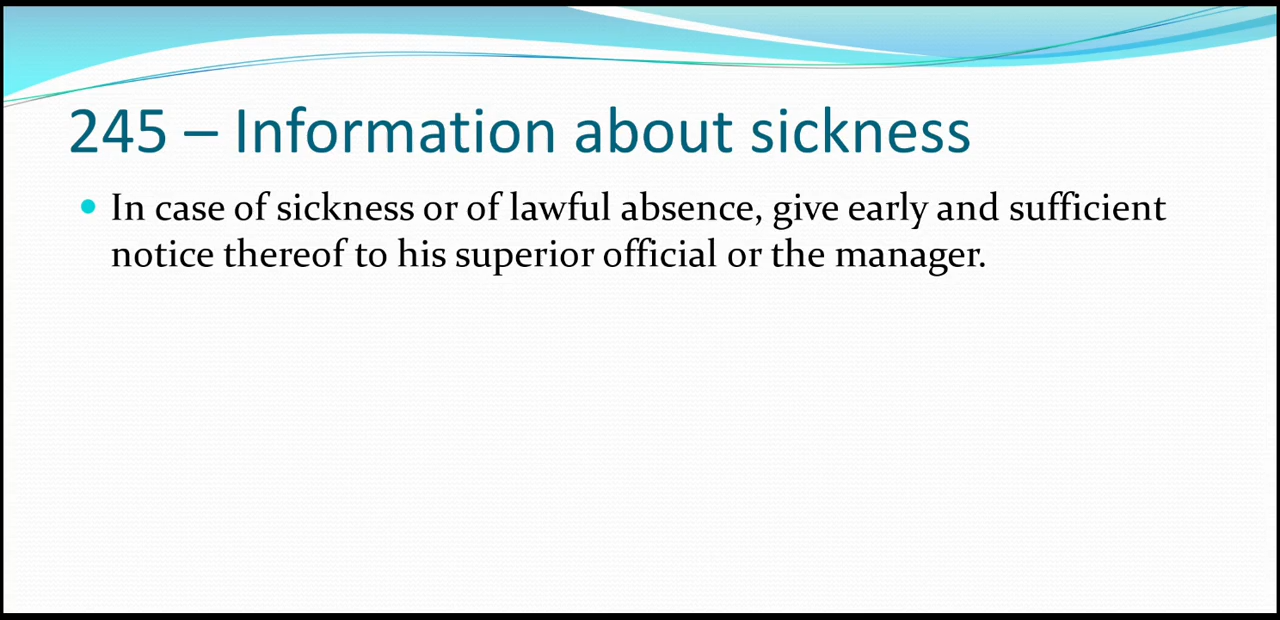 245 – Information about sickness
In case of sickness or of lawful absence, give early and sufficient
notice thereof to his superior official or the manager.